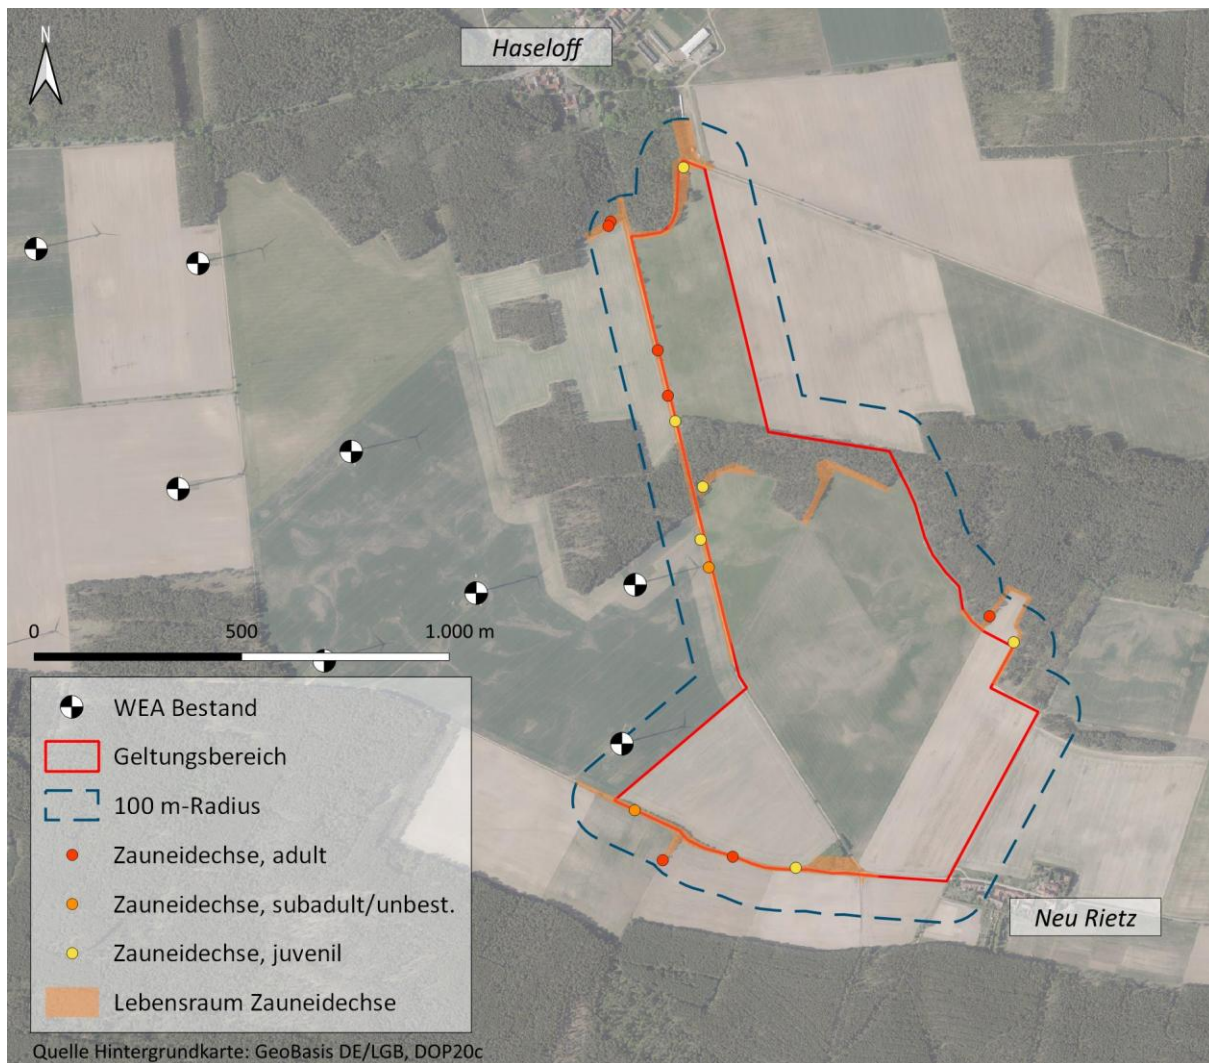 Haseloff
N
0 500 1.000 m
WEA Bestand
Geltungsbereich
100 m-Radius
Zauneidechse, adult
Zauneidechse, subadult/unbest.
Zauneidechse, juvenil
Lebensraum Zauneidechse
Neu Rietz
Quelle Hintergrundkarte: GeoBasis DE/LGB, DOP20c